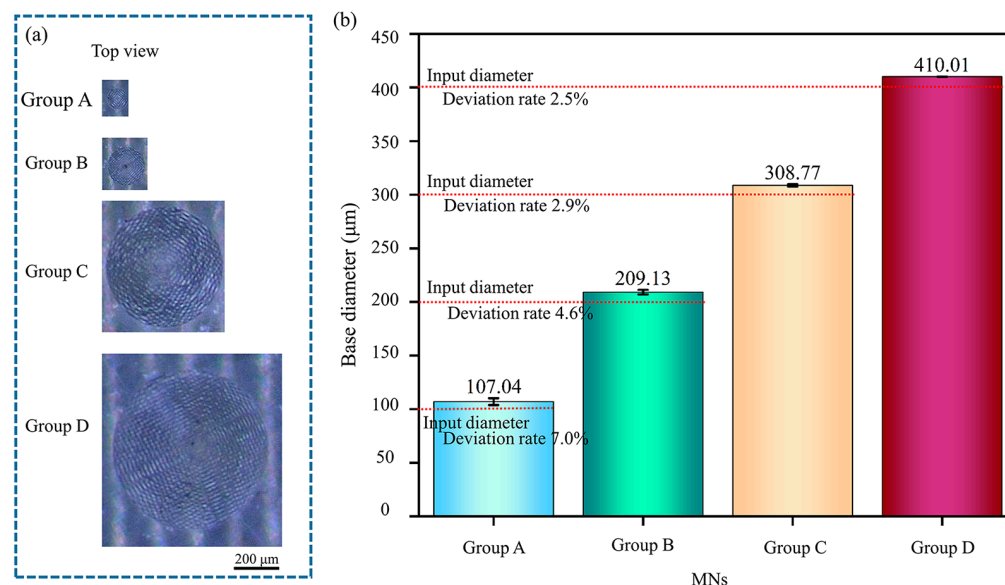 (a)
Top view
Group A
Group B
Group C
Group D
200 μm
(b)
Base diameter (μm)
450
400
350
300
250
200
150
100
50
0
Input diameter
Deviation rate 2.5%
410.01
Input diameter
Deviation rate 2.9%
308.77
Input diameter
Deviation rate 4.6%
209.13
107.04
Input diameter
Deviation rate 7.0%
Group A
Group B
Group C
Group D
MNs